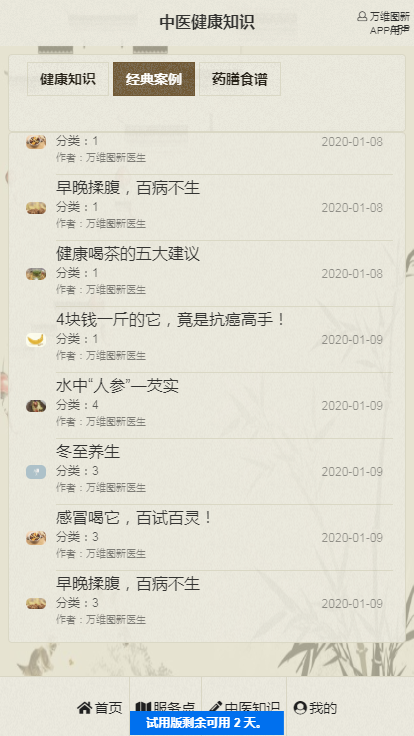 中医健康知识
万维图新
APP用户
健康知识
经典案例
药膳食谱
分类：1
2020-01-08
作者：万维图新医生
早晚揉腹，百病不生
分类：1
2020-01-08
作者：万维图新医生
健康喝茶的五大建议
分类：1
2020-01-08
作者：万维图新医生
4块钱一斤的它，竟是抗癌高手！
分类：1
2020-01-09
作者：万维图新医生
水中“人参”—芡实
分类：4
2020-01-09
作者：万维图新医生
冬至养生
分类：3
2020-01-09
作者：万维图新医生
感冒喝它，百试百灵！
分类：3
2020-01-09
作者：万维图新医生
早晚揉腹，百病不生
分类：3
2020-01-09
作者：万维图新医生
首页
服务点
中医知识
我的
试用版剩余可用 2 天。